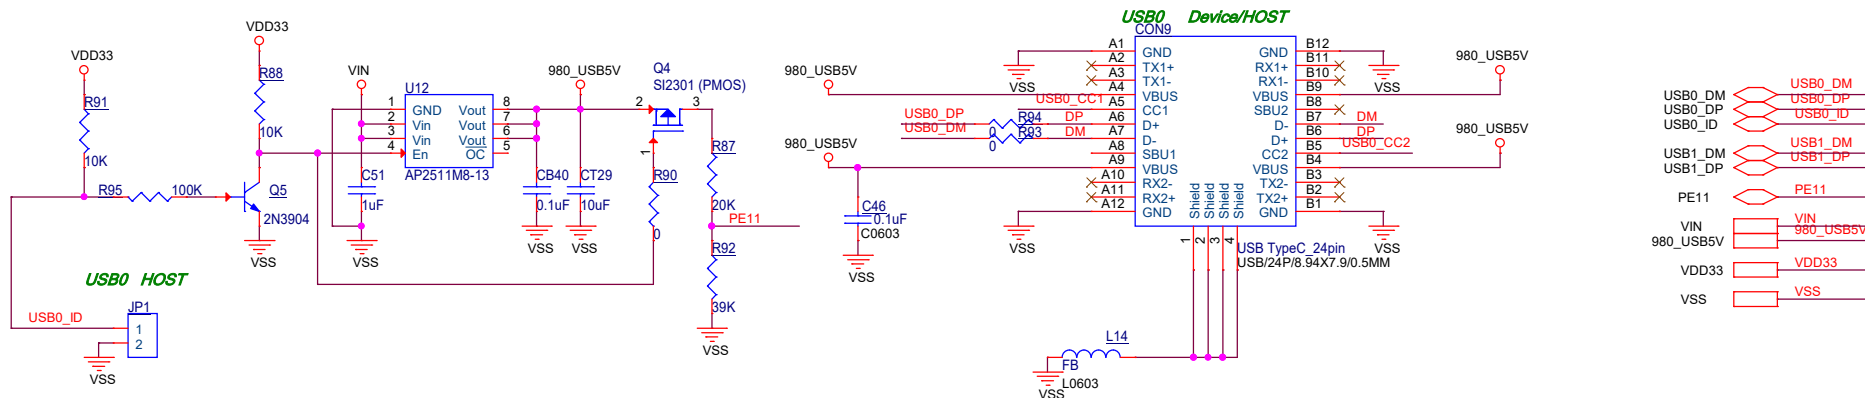 USB0 Device/HOST
CON9
VDD33
VDD33
R88
10K
R91
10K
R95
100K
Q5
2N3904
VSS
USB0 HOST
JP1
USB0_ID
1
2
VSS
VIN
U12
1 GND Vout 8
2 Vin Vout 7
3 Vin Vout 6
4 En OC 5
AP2511M8-13
C51
1uF
VSS
980_USB5V
CB40
0.1uF
CT29
10uF
VSS
VSS
Q4
SI2301 (PMOS)
2
3
1
R90
0
R87
20K
PE11
R92
39K
VSS
980_USB5V
USB0_CC1
USB0_DP
R94
DP
USB0_DM
0
R93
DM
980_USB5V
C46
0.1uF
C0603
VSS
VSS
VSS
A1 GND GND B12
A2 TX1+ RX1+ B11
A3 TX1- RX1- B10
A4 VBUS VBUS B9
A5 CC1 SBU2 B8
A6 D+ D- B7
A7 D- D+ B6
A8 SBU1 CC2 B5
A9 VBUS VBUS B4
A10 RX2- TX2- B3
A11 RX2+ TX2+ B2
A12 GND GND B1
Shield Shield Shield Shield
1 2 3 4
USB TypeC_24pin
USB/24P/8.94X7.9/0.5MM
VSS
980_USB5V
DM
DP
USB0_CC2
980_USB5V
VSS
L14
FB
L0603
VSS
USB0_DM USB0_DM
USB0_DP USB0_DP
USB0_ID USB0_ID
USB1_DM USB1_DM
USB1_DP USB1_DP
PE11 PE11
VIN VIN
980_USB5V 980_USB5V
VDD33 VDD33
VSS VSS